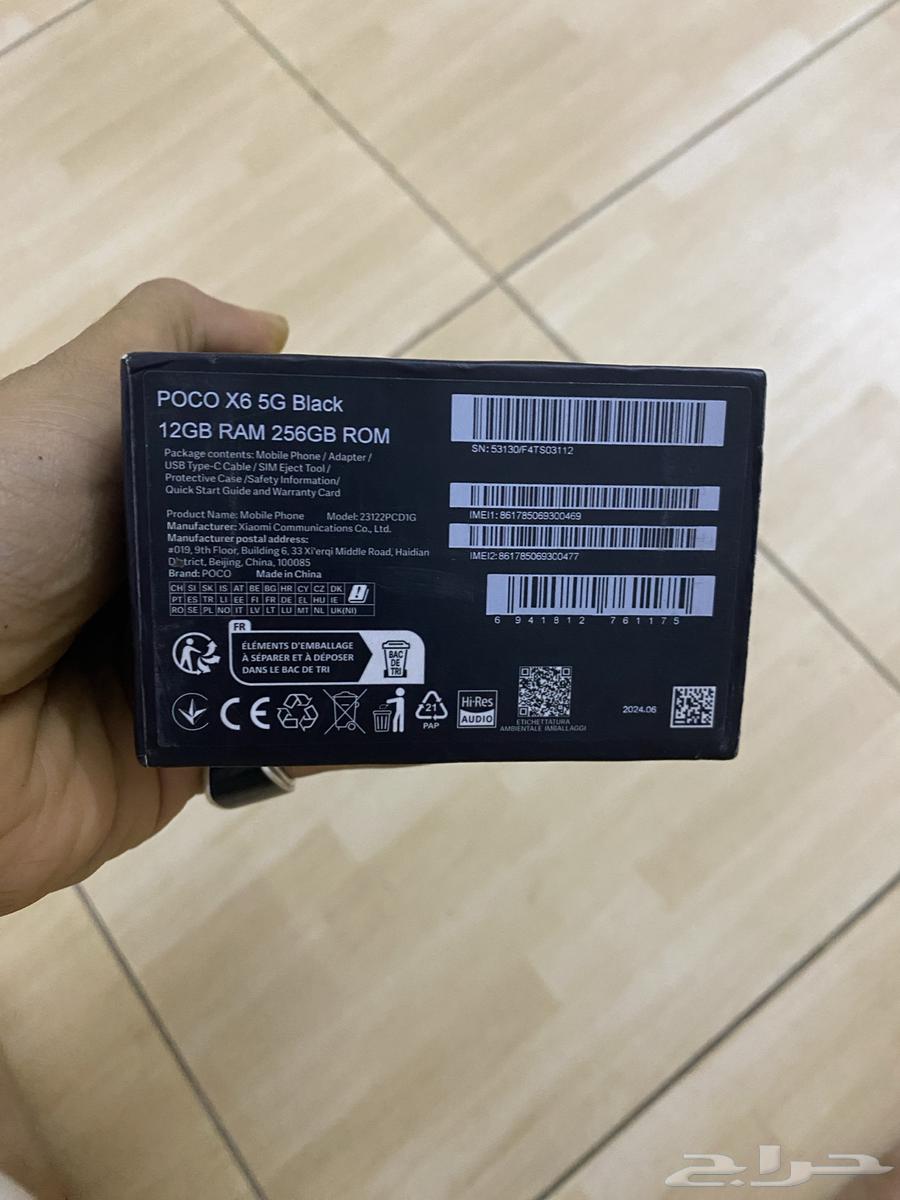 POCO X6 5G Black
12GB RAM 256GB ROM
Package contents: Mobile Phone / Adapter /
USB Type-C Cable / SIM Eject Tool /
Protective Case /Safety Information/
Quick Start Guide and Warranty Card
Product Name: Mobile Phone Model: 23122PCD1G
Manufacturer: Xiaomi Communications Co., Ltd.
Manufacturer postal address:
#019, 9th Floor, Building 6, 33 Xi'erqi Middle Road, Haidian
District, Beijing, China, 100085
Brand: POCO Made in China
CH SI SK IS AT BE BG HR CY CZ DK
PT ES TR LI EE FI FR DE EL HU IE
RO SE PL NO IT LV LT LU MT NL UK(NI)
FR
ÉLÉMENTS D'EMBALLAGE
À SÉPARER ET À DÉPOSER
DANS LE BAC DE TRI
BAC
DE
TRI
21
PAP
Hi-Res
AUDIO
ETICHETTATURA
AMBIENTALE IMBALLAGGI
SN: 53130/F4TS03112
IMEI1: 861785069300469
IMEI2: 861785069300477
6 941812 761175
2024.06
حراج